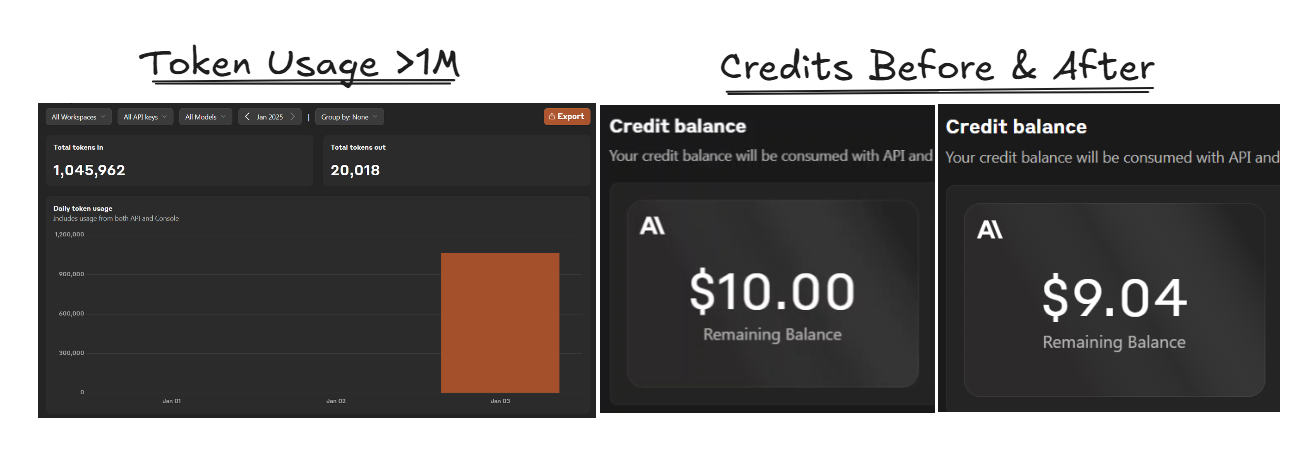 Token Usage >1M
Credits Before & After
All Workspaces
All API keys
All Models
Jan 2025
Group by: None
Export
Total tokens in
1,045,962
Total tokens out
20,018
Daily token usage
Includes usage from both API and Console
1,200,000
900,000
600,000
300,000
0
Jan 01
Jan 02
Jan 03
Credit balance
Your credit balance will be consumed with API and
A\
$10.00
Remaining Balance
Credit balance
Your credit balance will be consumed with API and
A\
$9.04
Remaining Balance